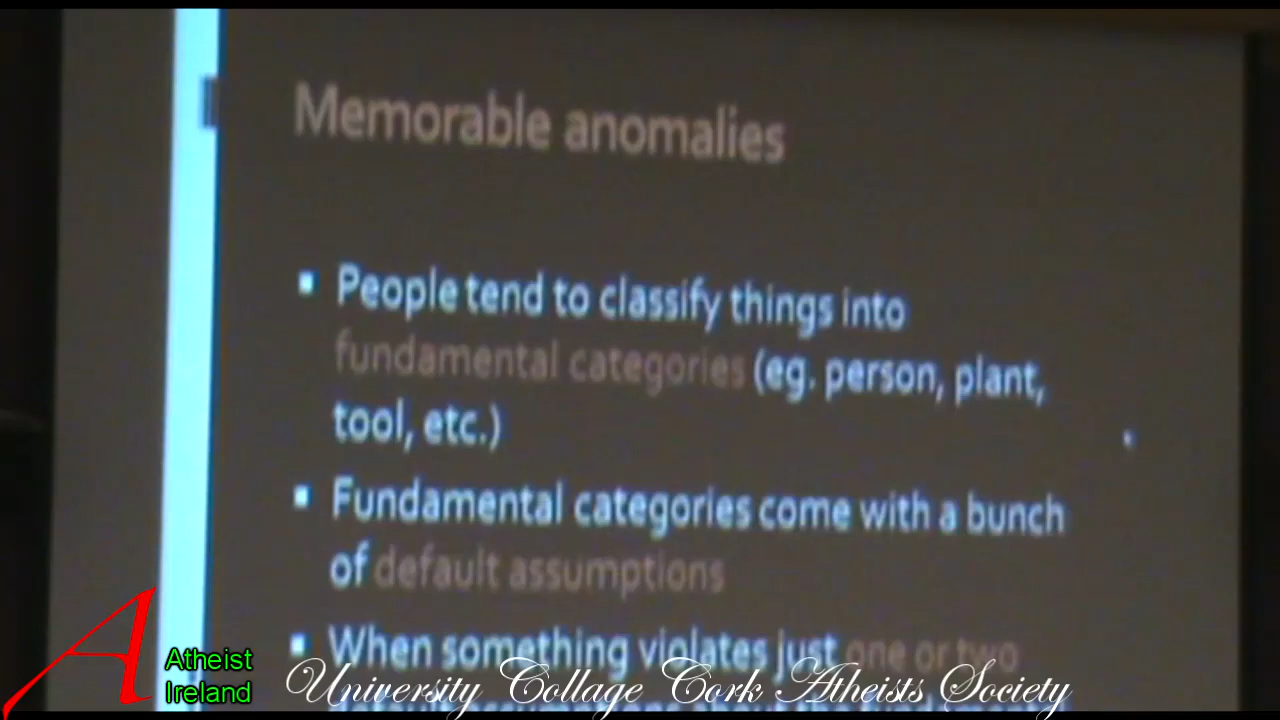 Memorable anomalies
People tend to classify things into
fundamental categories (eg. person, plant,
tool, etc.)
Fundamental categories come with a bunch
of default assumptions
When something violates just one or two
Atheist
Ireland
University Collage Cork Atheists Society